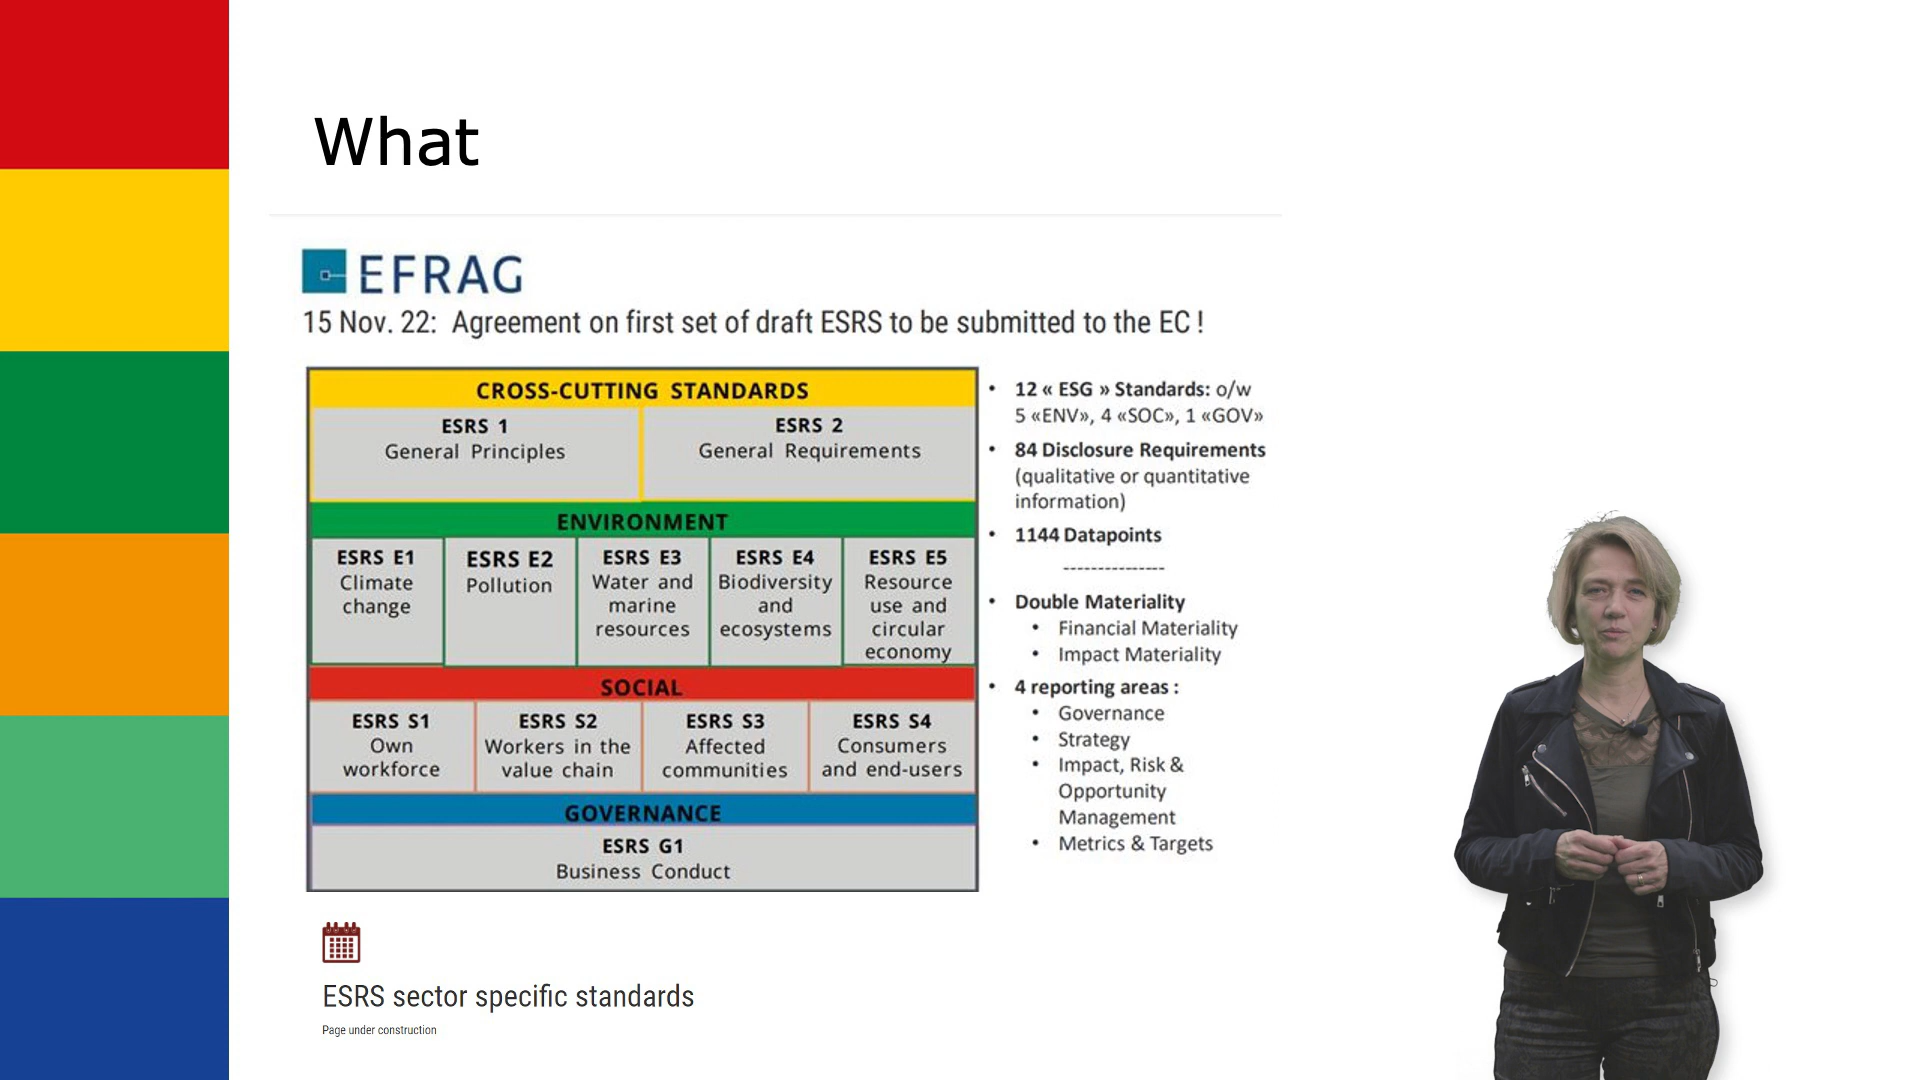 What
EFRAG
15 Nov. 22: Agreement on first set of draft ESRS to be submitted to the EC !
CROSS-CUTTING STANDARDS
ESRS 1
General Principles
ESRS 2
General Requirements
ENVIRONMENT
ESRS E1
Climate
change
ESRS E2
Pollution
ESRS E3
Water and
marine
resources
ESRS E4
Biodiversity
and
ecosystems
ESRS E5
Resource
use and
circular
economy
SOCIAL
ESRS S1
Own
workforce
ESRS S2
Workers in the
value chain
ESRS S3
Affected
communities
ESRS S4
Consumers
and end-users
GOVERNANCE
ESRS G1
Business Conduct
• 12 « ESG » Standards: o/w
5 «ENV», 4 «SOC», 1 «GOV»
• 84 Disclosure Requirements
(qualitative or quantitative
information)
• 1144 Datapoints
---------------
• Double Materiality
• Financial Materiality
• Impact Materiality
• 4 reporting areas :
• Governance
• Strategy
• Impact, Risk &
Opportunity
Management
• Metrics & Targets
ESRS sector specific standards
Page under construction